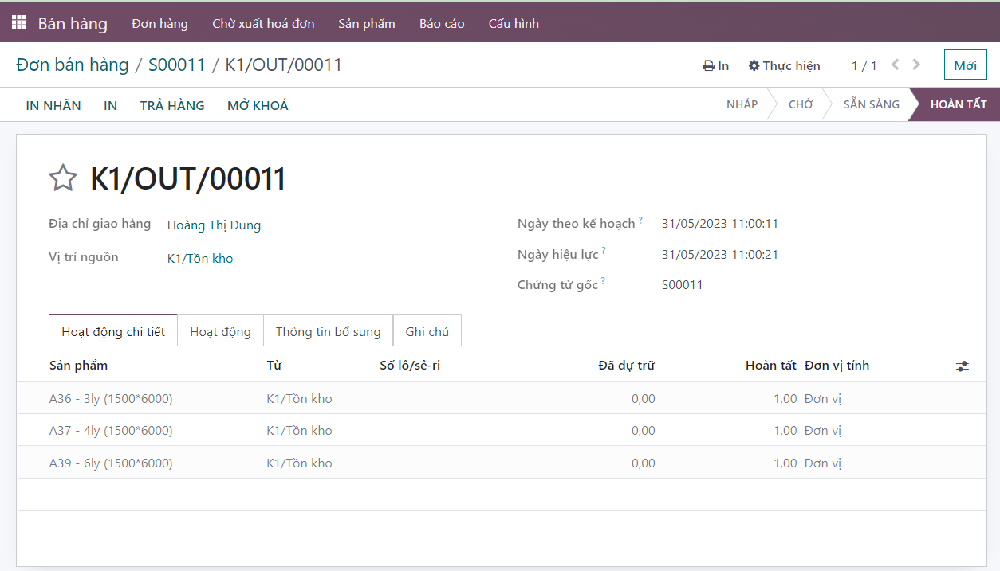 Bán hàng Đơn hàng Chờ xuất hoá đơn Sản phẩm Báo cáo Cấu hình
Đơn bán hàng / S00011 / K1/OUT/00011 In Thực hiện 1 / 1 Mới
IN NHÃN IN TRẢ HÀNG MỞ KHOÁ NHÁP CHỜ SẴN SÀNG HOÀN TẤT
K1/OUT/00011
Địa chỉ giao hàng Hoàng Thị Dung Ngày theo kế hoạch ? 31/05/2023 11:00:11
Vị trí nguồn K1/Tồn kho Ngày hiệu lực ? 31/05/2023 11:00:21
Chứng từ gốc ? S00011
Hoạt động chi tiết Hoạt động Thông tin bổ sung Ghi chú
Sản phẩm Từ Số lô/sê-ri Đã dự trữ Hoàn tất Đơn vị tính
A36 - 3ly (1500*6000) K1/Tồn kho 0,00 1,00 Đơn vị
A37 - 4ly (1500*6000) K1/Tồn kho 0,00 1,00 Đơn vị
A39 - 6ly (1500*6000) K1/Tồn kho 0,00 1,00 Đơn vị